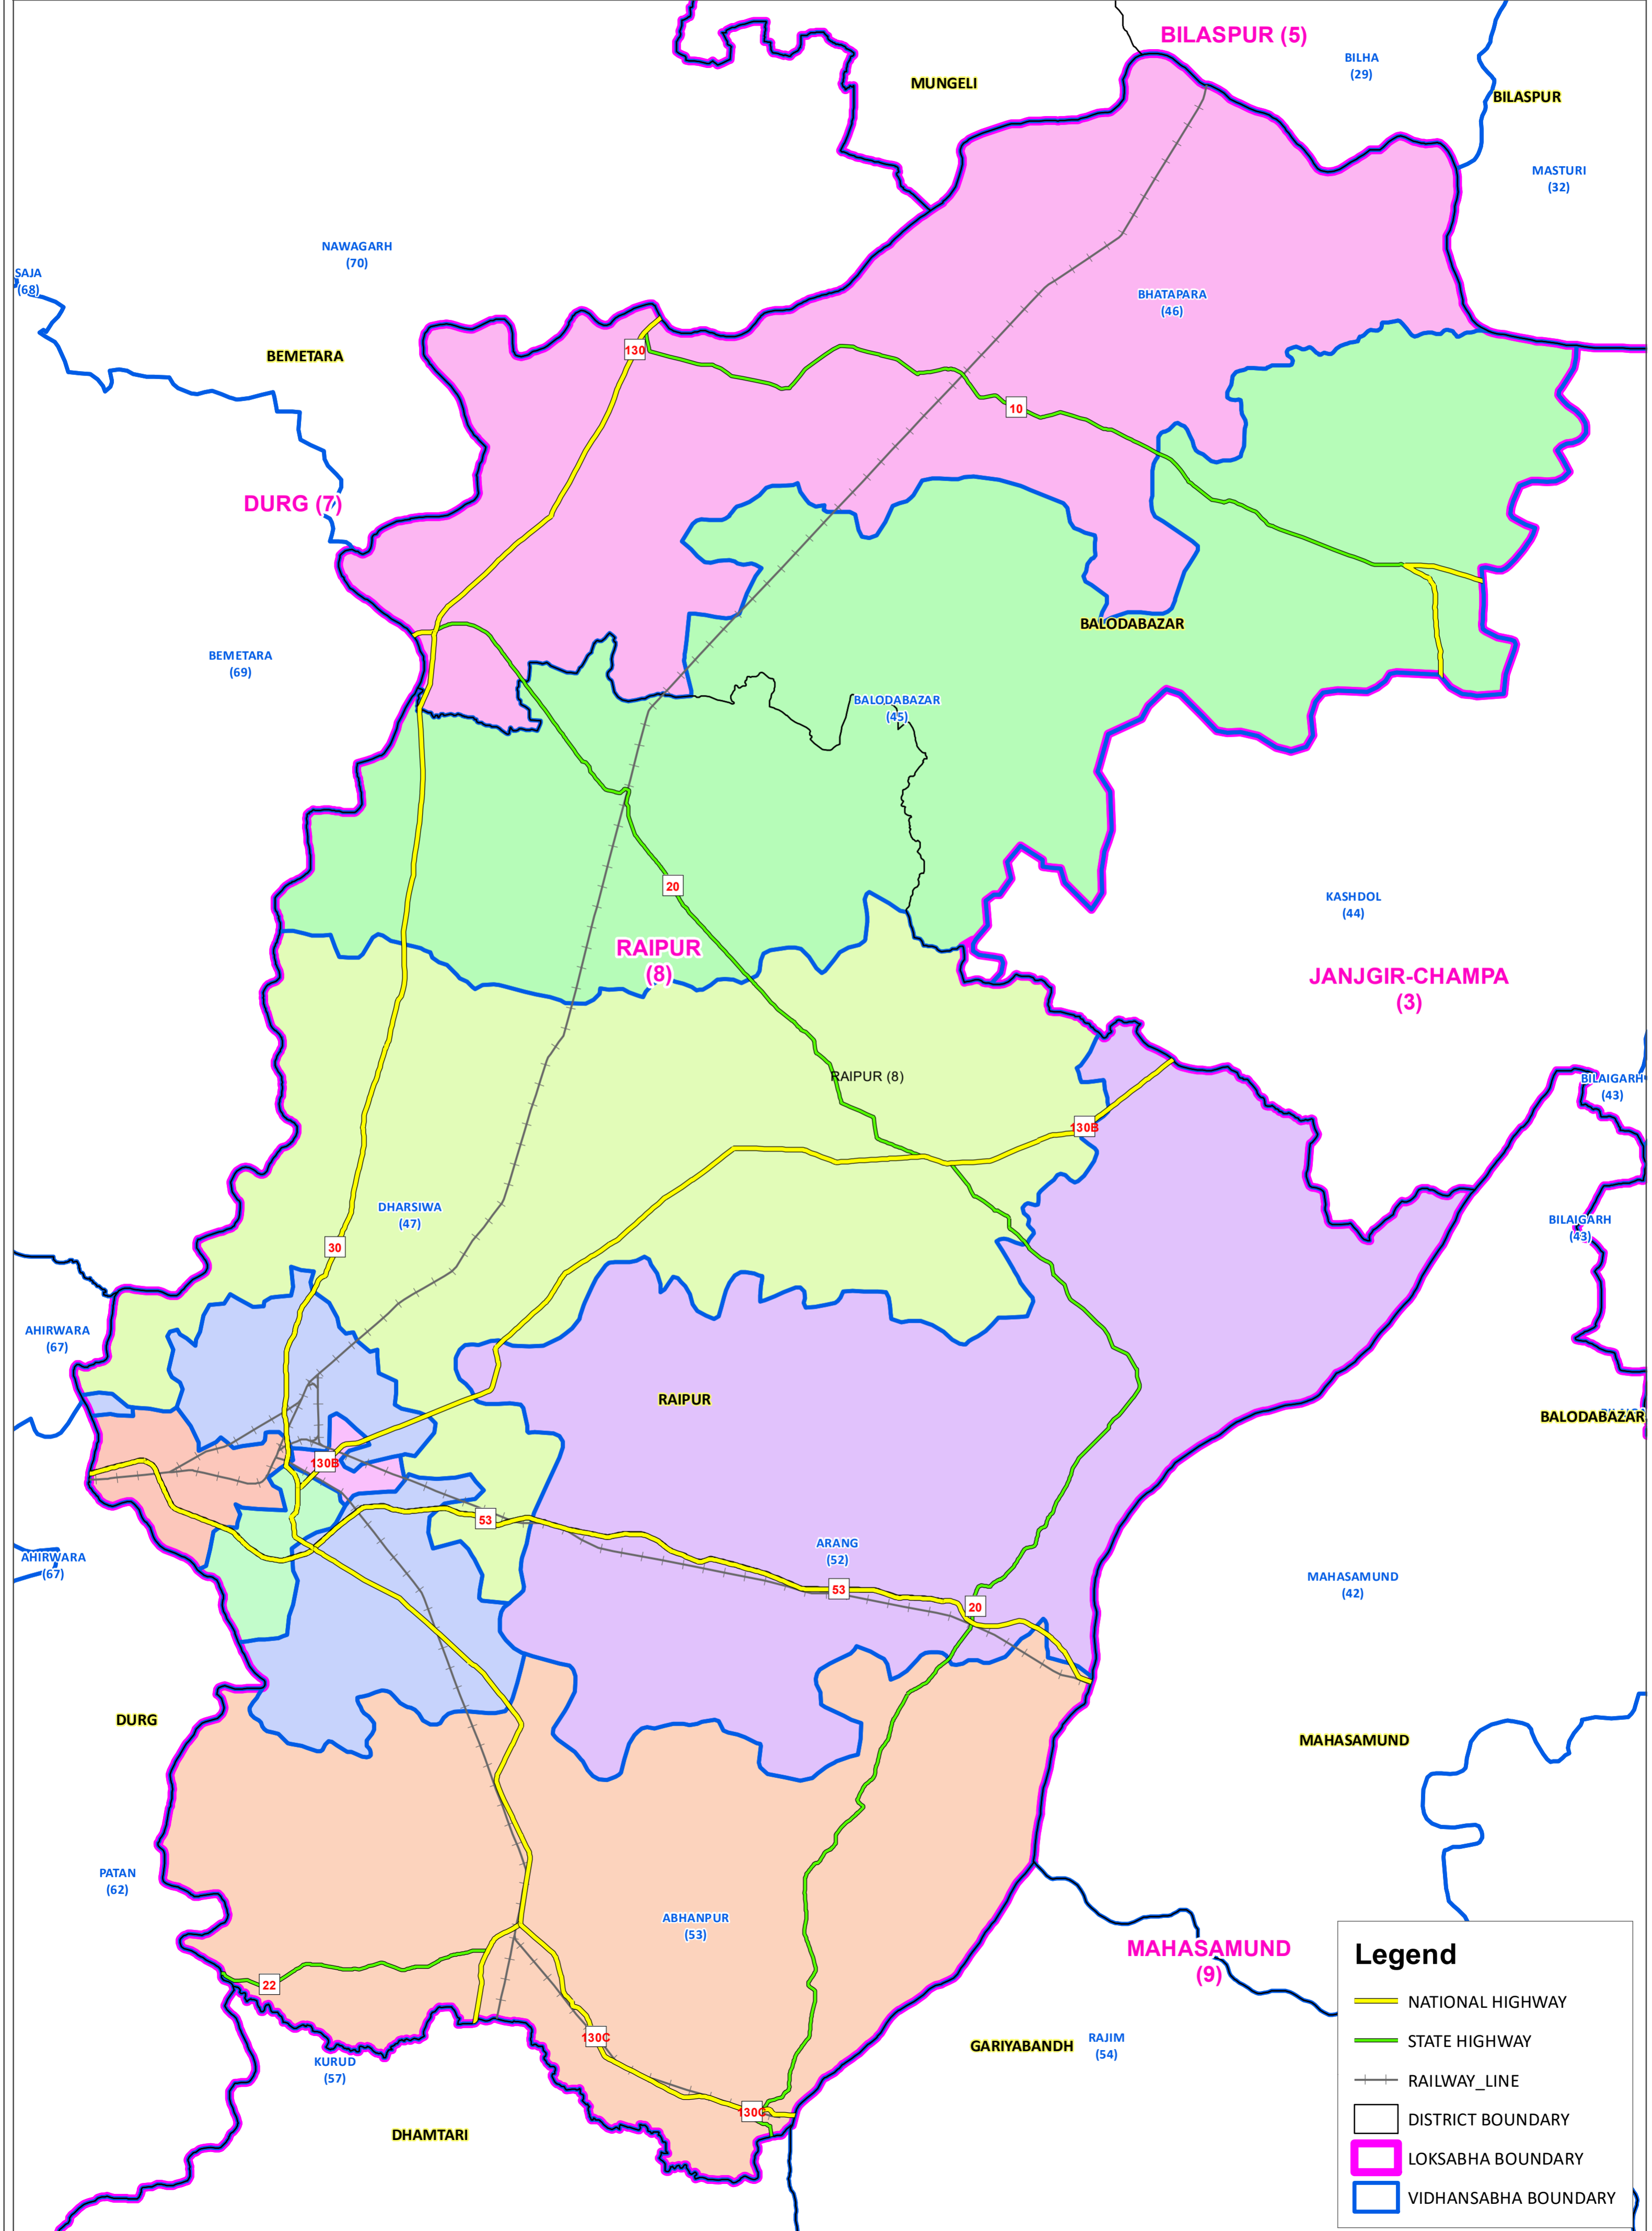 BILASPUR (5)
BILHA
(29)
MUNGELI
BILASPUR
MASTURI
(32)
NAWAGARH
(70)
SAJA
(68)
BHATAPARA
(46)
130
BEMETARA
10
DURG (7)
BALODABAZAR
BEMETARA
(69)
BALODABAZAR
(45)
20
KASHDOL
(44)
RAIPUR
(8)
JANJGIR-CHAMPA
(3)
RAIPUR (8)
BILAIGARH
(43)
130B
DHARSIWA
(47)
BILAIGARH
(43)
30
AHIRWARA
(67)
RAIPUR
BALODABAZAR
130B
53
ARANG
(52)
AHIRWARA
(67)
53
MAHASAMUND
(42)
20
DURG
MAHASAMUND
PATAN
(62)
ABHANPUR
(53)
MAHASAMUND
(9)
22
130C
GARIYABANDH
RAJIM
(54)
KURUD
(57)
130C
DHAMTARI
Legend
NATIONAL HIGHWAY
STATE HIGHWAY
RAILWAY_LINE
DISTRICT BOUNDARY
LOKSABHA BOUNDARY
VIDHANSABHA BOUNDARY